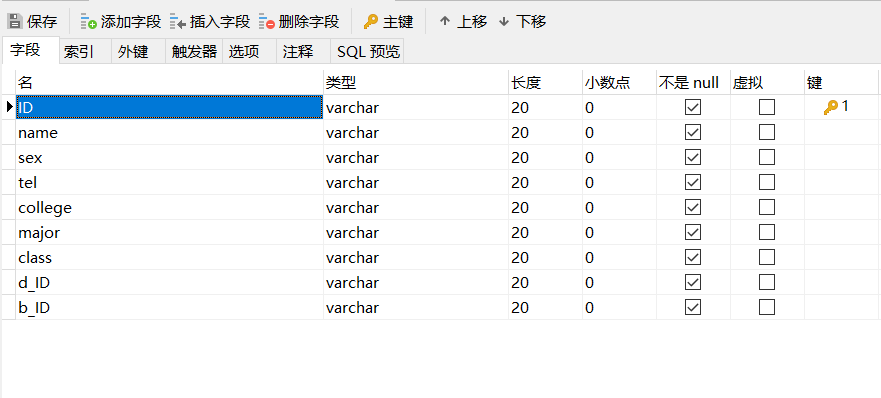 保存 添加字段 插入字段 删除字段 主键 上移 下移
字段 索引 外键 触发器 选项 注释 SQL 预览
名 类型 长度 小数点 不是 null 虚拟 键
ID varchar 20 0 1
name varchar 20 0
sex varchar 20 0
tel varchar 20 0
college varchar 20 0
major varchar 20 0
class varchar 20 0
d_ID varchar 20 0
b_ID varchar 20 0